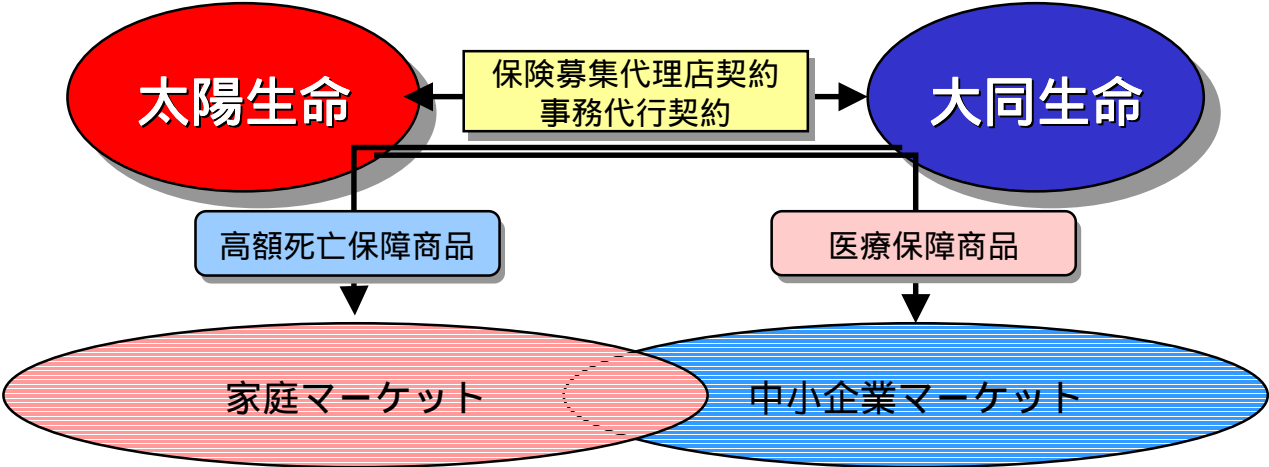 太陽生命
保険募集代理店契約
事務代行契約
大同生命
高額死亡保障商品
医療保障商品
家庭マーケット
中小企業マーケット